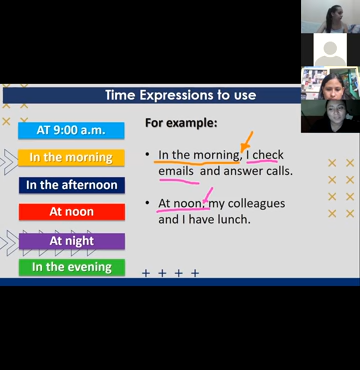 Time Expressions to use
AT 9:00 a.m.
In the morning
In the afternoon
At noon
At night
In the evening
For example:
• In the morning, I check
emails and answer calls.
• At noon, my colleagues
and I have lunch.